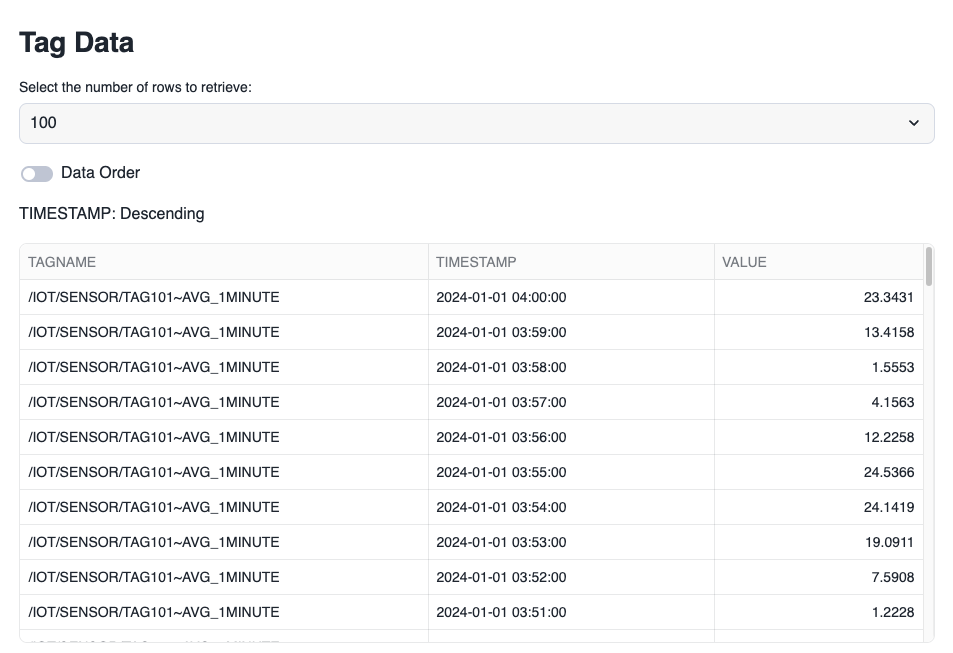 Tag Data
Select the number of rows to retrieve:
100
Data Order
TIMESTAMP: Descending
TAGNAME TIMESTAMP VALUE
/IOT/SENSOR/TAG101~AVG_1MINUTE 2024-01-01 04:00:00 23.3431
/IOT/SENSOR/TAG101~AVG_1MINUTE 2024-01-01 03:59:00 13.4158
/IOT/SENSOR/TAG101~AVG_1MINUTE 2024-01-01 03:58:00 1.5553
/IOT/SENSOR/TAG101~AVG_1MINUTE 2024-01-01 03:57:00 4.1563
/IOT/SENSOR/TAG101~AVG_1MINUTE 2024-01-01 03:56:00 12.2258
/IOT/SENSOR/TAG101~AVG_1MINUTE 2024-01-01 03:55:00 24.5366
/IOT/SENSOR/TAG101~AVG_1MINUTE 2024-01-01 03:54:00 24.1419
/IOT/SENSOR/TAG101~AVG_1MINUTE 2024-01-01 03:53:00 19.0911
/IOT/SENSOR/TAG101~AVG_1MINUTE 2024-01-01 03:52:00 7.5908
/IOT/SENSOR/TAG101~AVG_1MINUTE 2024-01-01 03:51:00 1.2228